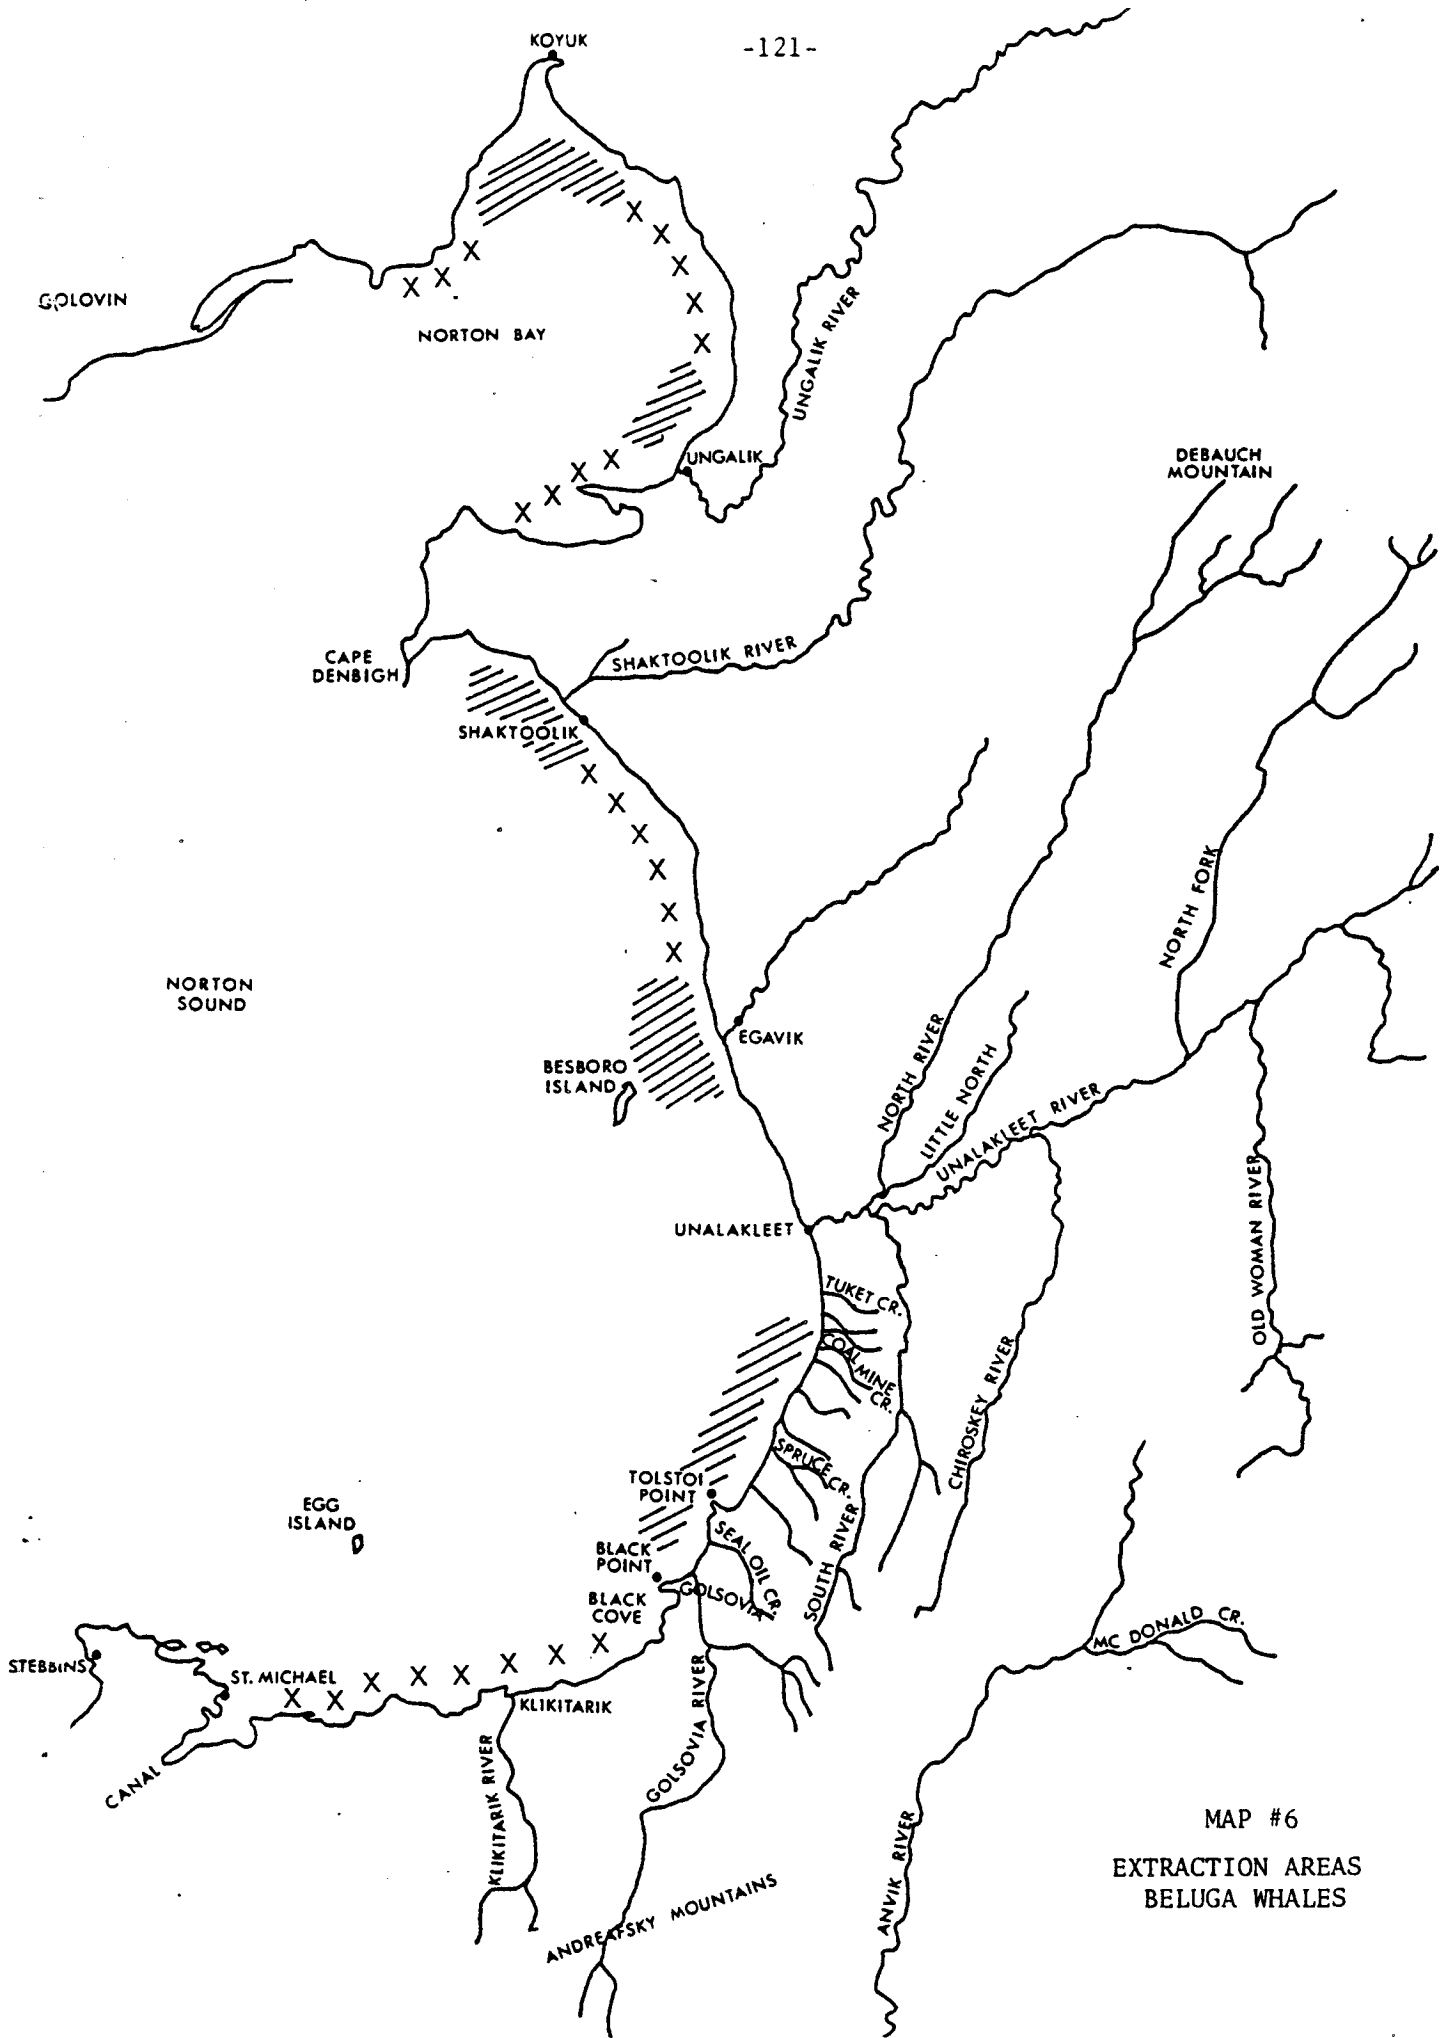 -121-
KOYUK
GOLOVIN
NORTON BAY
UNGALIK RIVER
UNGALIK
DEBAUCH
MOUNTAIN
CAPE
DENBIGH
SHAKTOOLIK RIVER
SHAKTOOLIK
NORTH FORK
NORTON
SOUND
EGAVIK
BESBORO
ISLAND
NORTH RIVER
LITTLE NORTH
UNALAKLEET RIVER
OLD WOMAN RIVER
UNALAKLEET
TUKET CR.
COAL MINE
CR.
CHIROSKEY RIVER
SPRUCE
CR.
TOLSTOI
POINT
EGG
ISLAND
SEAL OIL CR.
SOUTH RIVER
BLACK
POINT
GOLSOVIA
BLACK
COVE
MC DONALD CR.
STEBBINS
ST. MICHAEL
KLIKITARIK
CANAL
KLIKITARIK RIVER
GOLSOVIA RIVER
ANVIK RIVER
ANDREAFSKY MOUNTAINS
MAP #6
EXTRACTION AREAS
BELUGA WHALES
X X X
X X X X X
X X X X
X X X X X X
X X X X X X X X